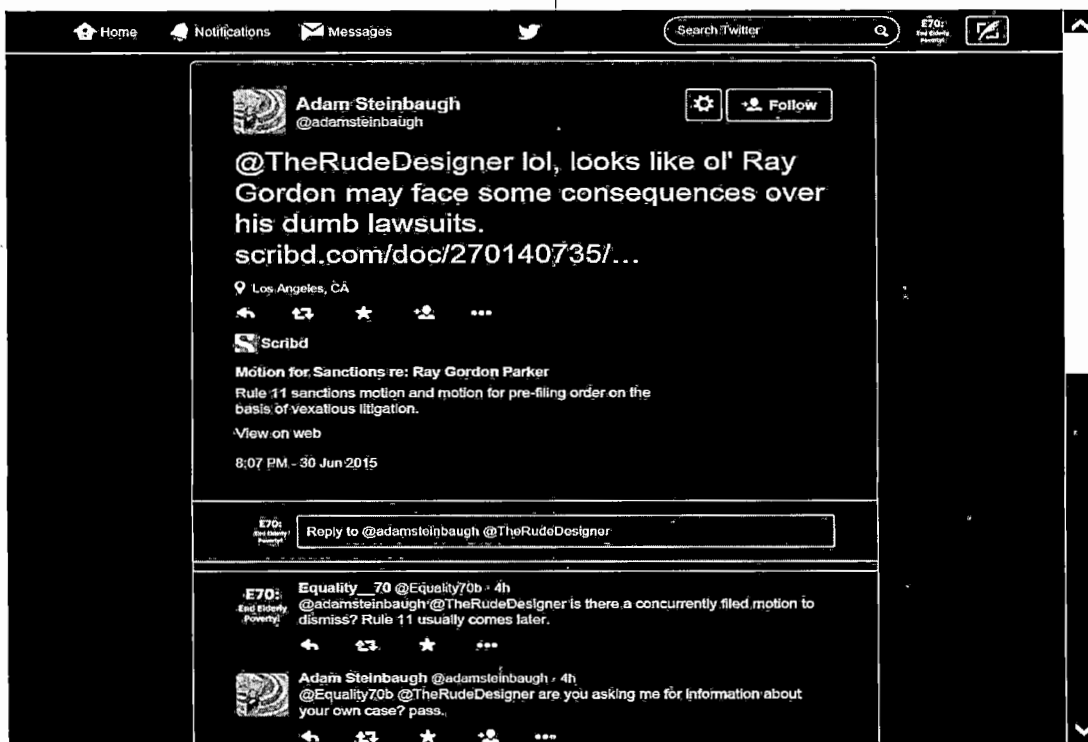 Home Notifications Messages Search Twitter E70: End Elderly Poverty!
Adam Steinbaugh
@adamsteinbaugh
Follow
@TheRudeDesigner lol, looks like ol' Ray
Gordon may face some consequences over
his dumb lawsuits.
scribd.com/doc/270140735/...
Los Angeles, CA
Scribd
Motion for Sanctions re: Ray Gordon Parker
Rule 11 sanctions motion and motion for pre-filing order on the
basis of vexatious litigation.
View on web
8:07 PM - 30 Jun 2015
E70: End Elderly Poverty!
Reply to @adamsteinbaugh @TheRudeDesigner
E70: End Elderly Poverty!
Equality__70 @Equality70b · 4h
@adamsteinbaugh @TheRudeDesigner is there a concurrently filed motion to
dismiss? Rule 11 usually comes later.
Adam Steinbaugh @adamsteinbaugh · 4h
@Equality70b @TheRudeDesigner are you asking me for information about
your own case? pass.